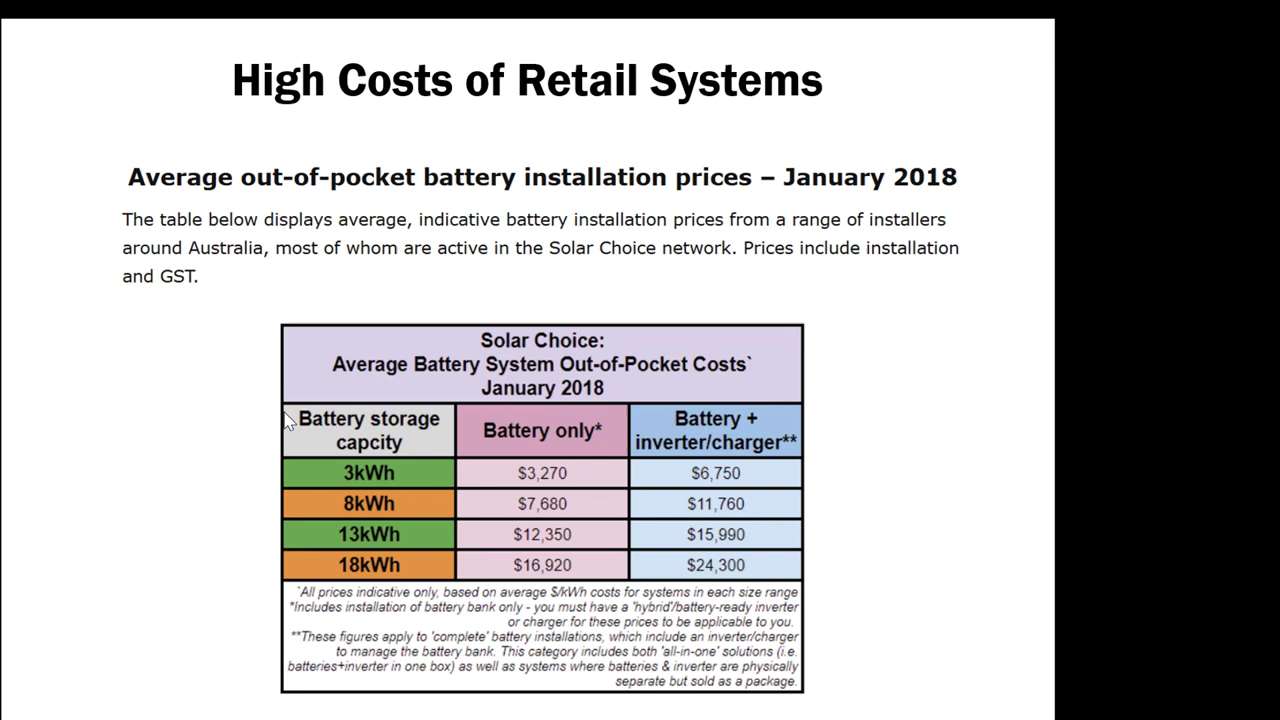 High Costs of Retail Systems
Average out-of-pocket battery installation prices – January 2018
The table below displays average, indicative battery installation prices from a range of installers
around Australia, most of whom are active in the Solar Choice network. Prices include installation
and GST.
Solar Choice:
Average Battery System Out-of-Pocket Costs`
January 2018
Battery storage
capcity
Battery only*
Battery +
inverter/charger**
3kWh $3,270 $6,750
8kWh $7,680 $11,760
13kWh $12,350 $15,990
18kWh $16,920 $24,300
`All prices indicative only, based on average $/kWh costs for systems in each size range
*Includes installation of battery bank only - you must have a 'hybrid'/battery-ready inverter
or charger for these prices to be applicable to you.
**These figures apply to 'complete' battery installations, which include an inverter/charger
to manage the battery bank. This category includes both 'all-in-one' solutions (i.e.
batteries+inverter in one box) as well as systems where batteries & inverter are physically
separate but sold as a package.